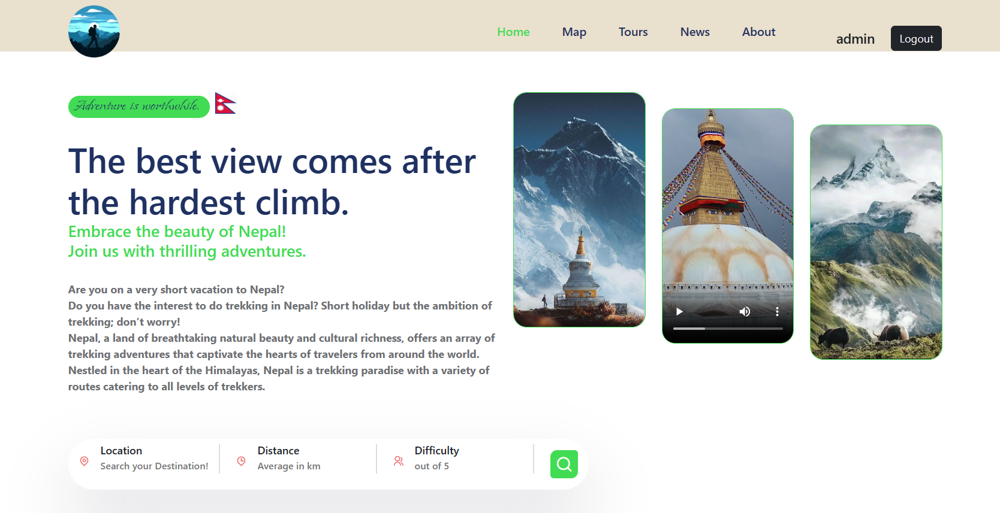 Home Map Tours News About admin Logout
Adventure is worthwhile.
The best view comes after
the hardest climb.
Embrace the beauty of Nepal!
Join us with thrilling adventures.
Are you on a very short vacation to Nepal?
Do you have the interest to do trekking in Nepal? Short holiday but the ambition of
trekking; don’t worry!
Nepal, a land of breathtaking natural beauty and cultural richness, offers an array of
trekking adventures that captivate the hearts of travelers from around the world.
Nestled in the heart of the Himalayas, Nepal is a trekking paradise with a variety of
routes catering to all levels of trekkers.
Location Distance Difficulty
Search your Destination! Average in km out of 5